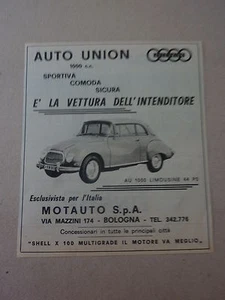 AUTO UNION
1000 c.c.
SPORTIVA
COMODA
SICURA
E' LA VETTURA DELL'INTENDITORE
AU 1000 LIMOUSINE 44 PS
Esclusivista per l'Italia
MOTAUTO S.p.A.
VIA MAZZINI 174 - BOLOGNA - TEL. 342.776
Concessionari in tutte le principali città
"SHELL X 100 MULTIGRADE IL MOTORE VA MEGLIO"